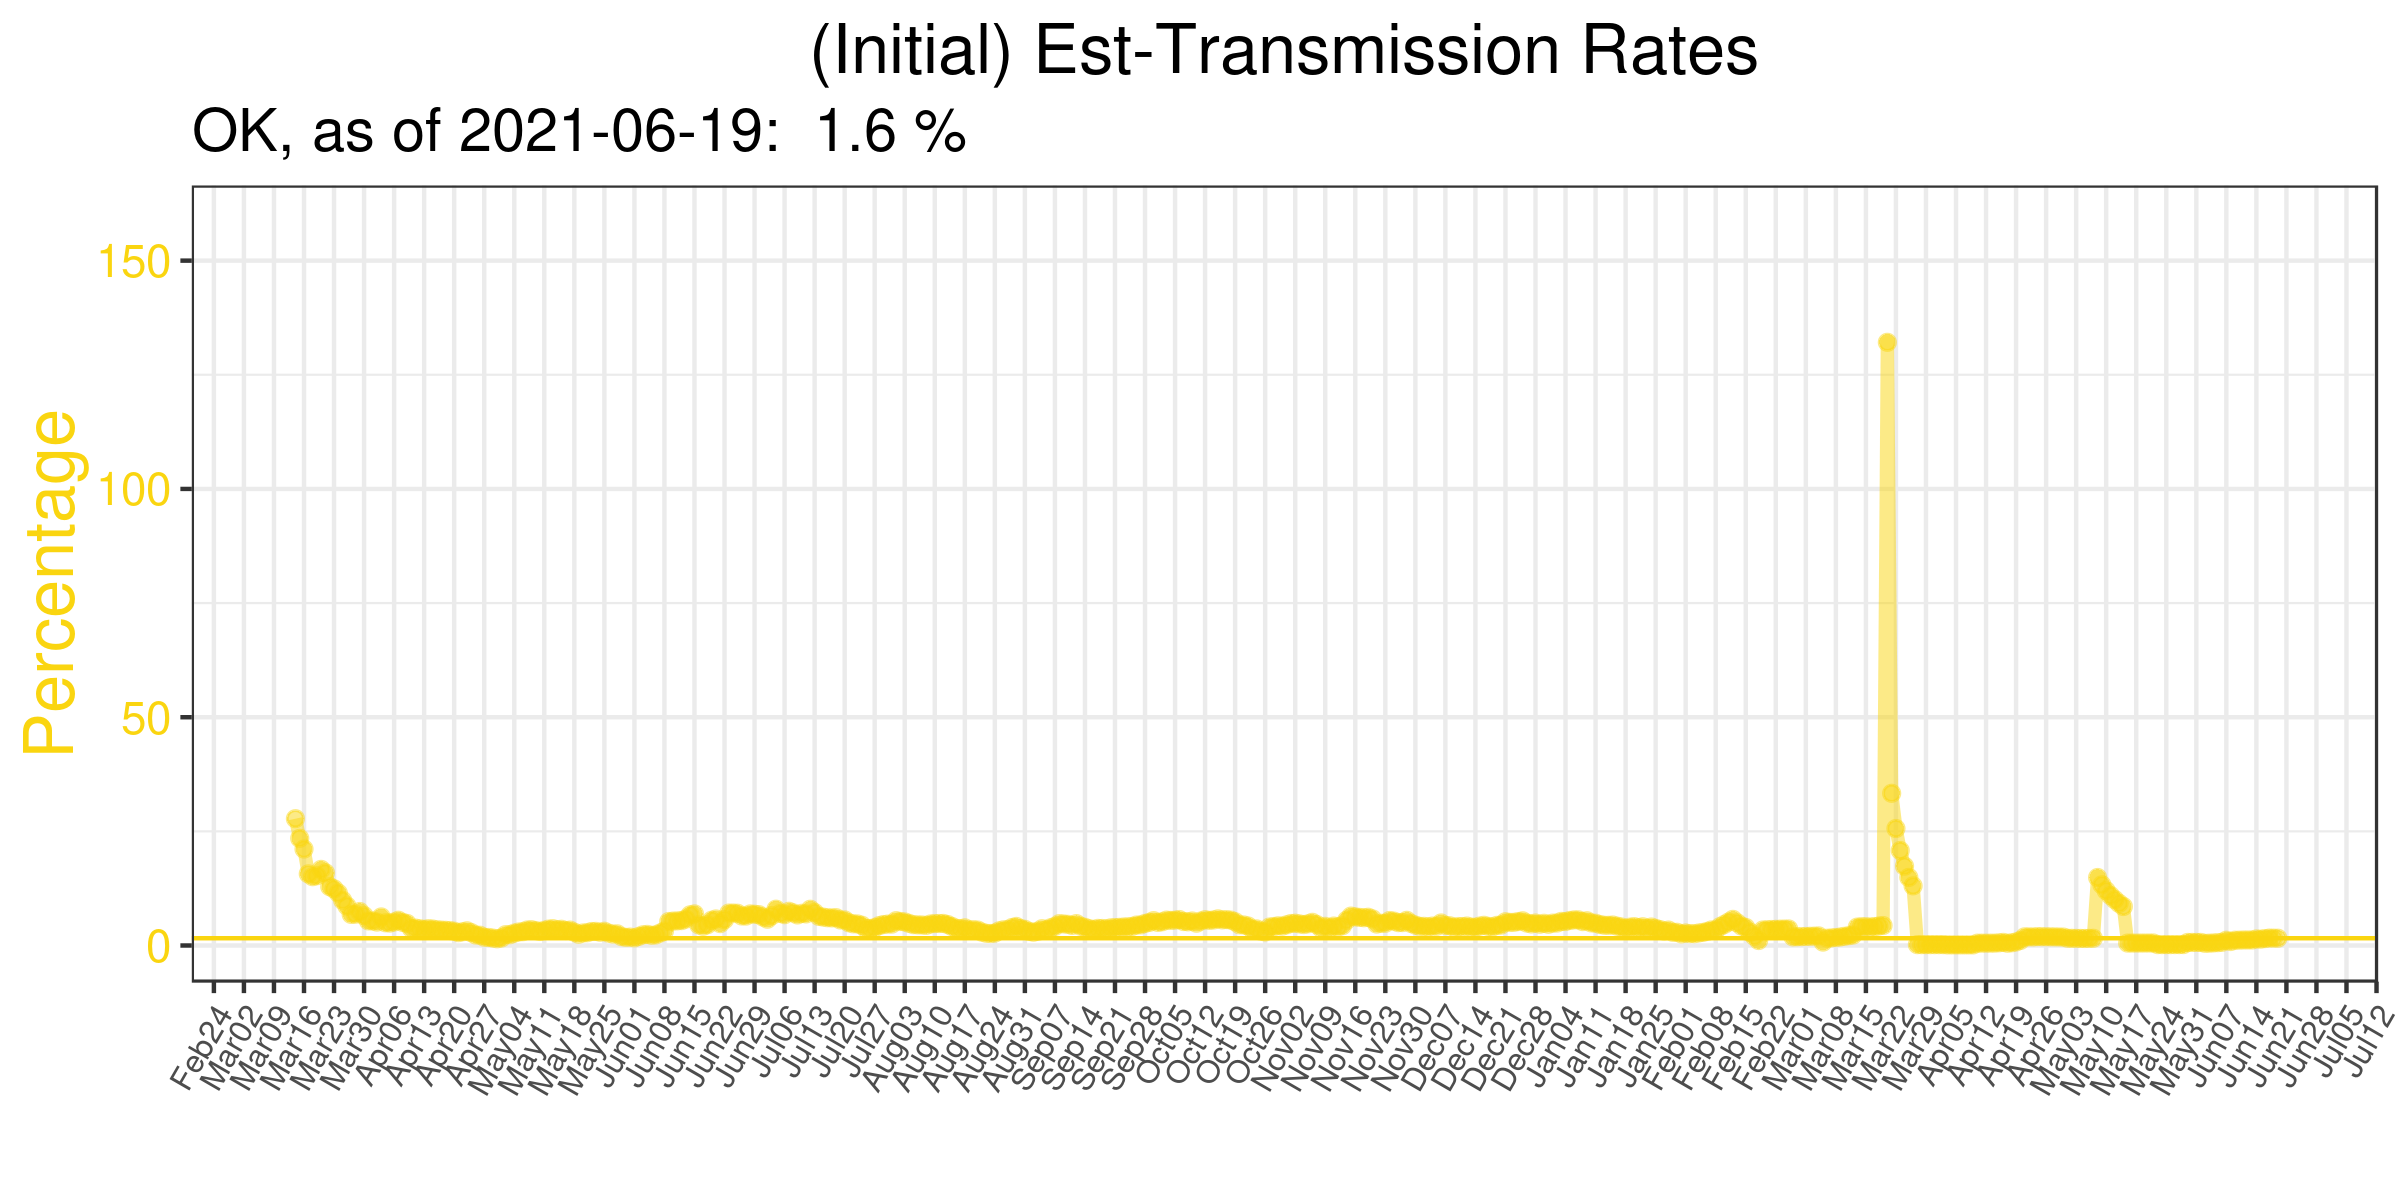 (Initial) Est-Transmission Rates
OK, as of 2021-06-19:  1.6 %
Percentage
150
100
50
0
Feb24
Mar02
Mar09
Mar16
Mar23
Mar30
Apr06
Apr13
Apr20
Apr27
May04
May11
May18
May25
Jun01
Jun08
Jun15
Jun22
Jun29
Jul06
Jul13
Jul20
Jul27
Aug03
Aug10
Aug17
Aug24
Aug31
Sep07
Sep14
Sep21
Sep28
Oct05
Oct12
Oct19
Oct26
Nov02
Nov09
Nov16
Nov23
Nov30
Dec07
Dec14
Dec21
Dec28
Jan04
Jan11
Jan18
Jan25
Feb01
Feb08
Feb15
Feb22
Mar01
Mar08
Mar15
Mar22
Mar29
Apr05
Apr12
Apr19
Apr26
May03
May10
May17
May24
May31
Jun07
Jun14
Jun21
Jun28
Jul05
Jul12